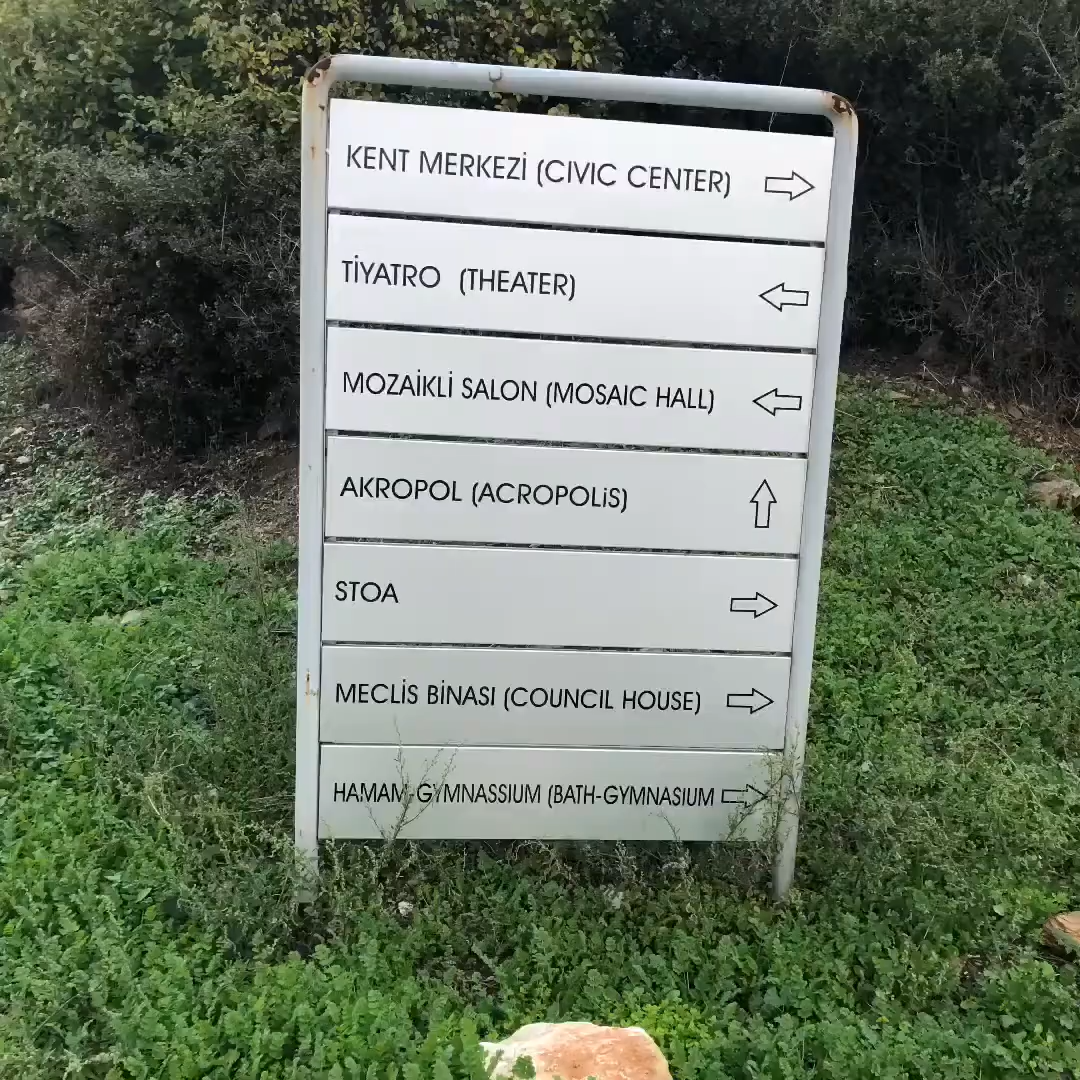 KENT MERKEZİ (CIVIC CENTER)
TİYATRO (THEATER)
MOZAİKLİ SALON (MOSAIC HALL)
AKROPOL (ACROPOLiS)
STOA
MECLİS BİNASI (COUNCIL HOUSE)
HAMAM-GYMNASSIUM (BATH-GYMNASIUM